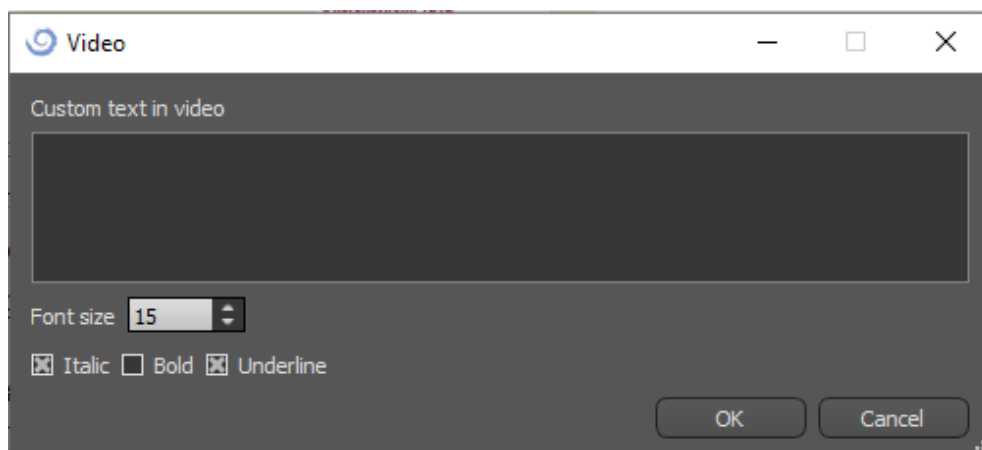 Video
Custom text in video
Font size 15
Italic Bold Underline
OK Cancel